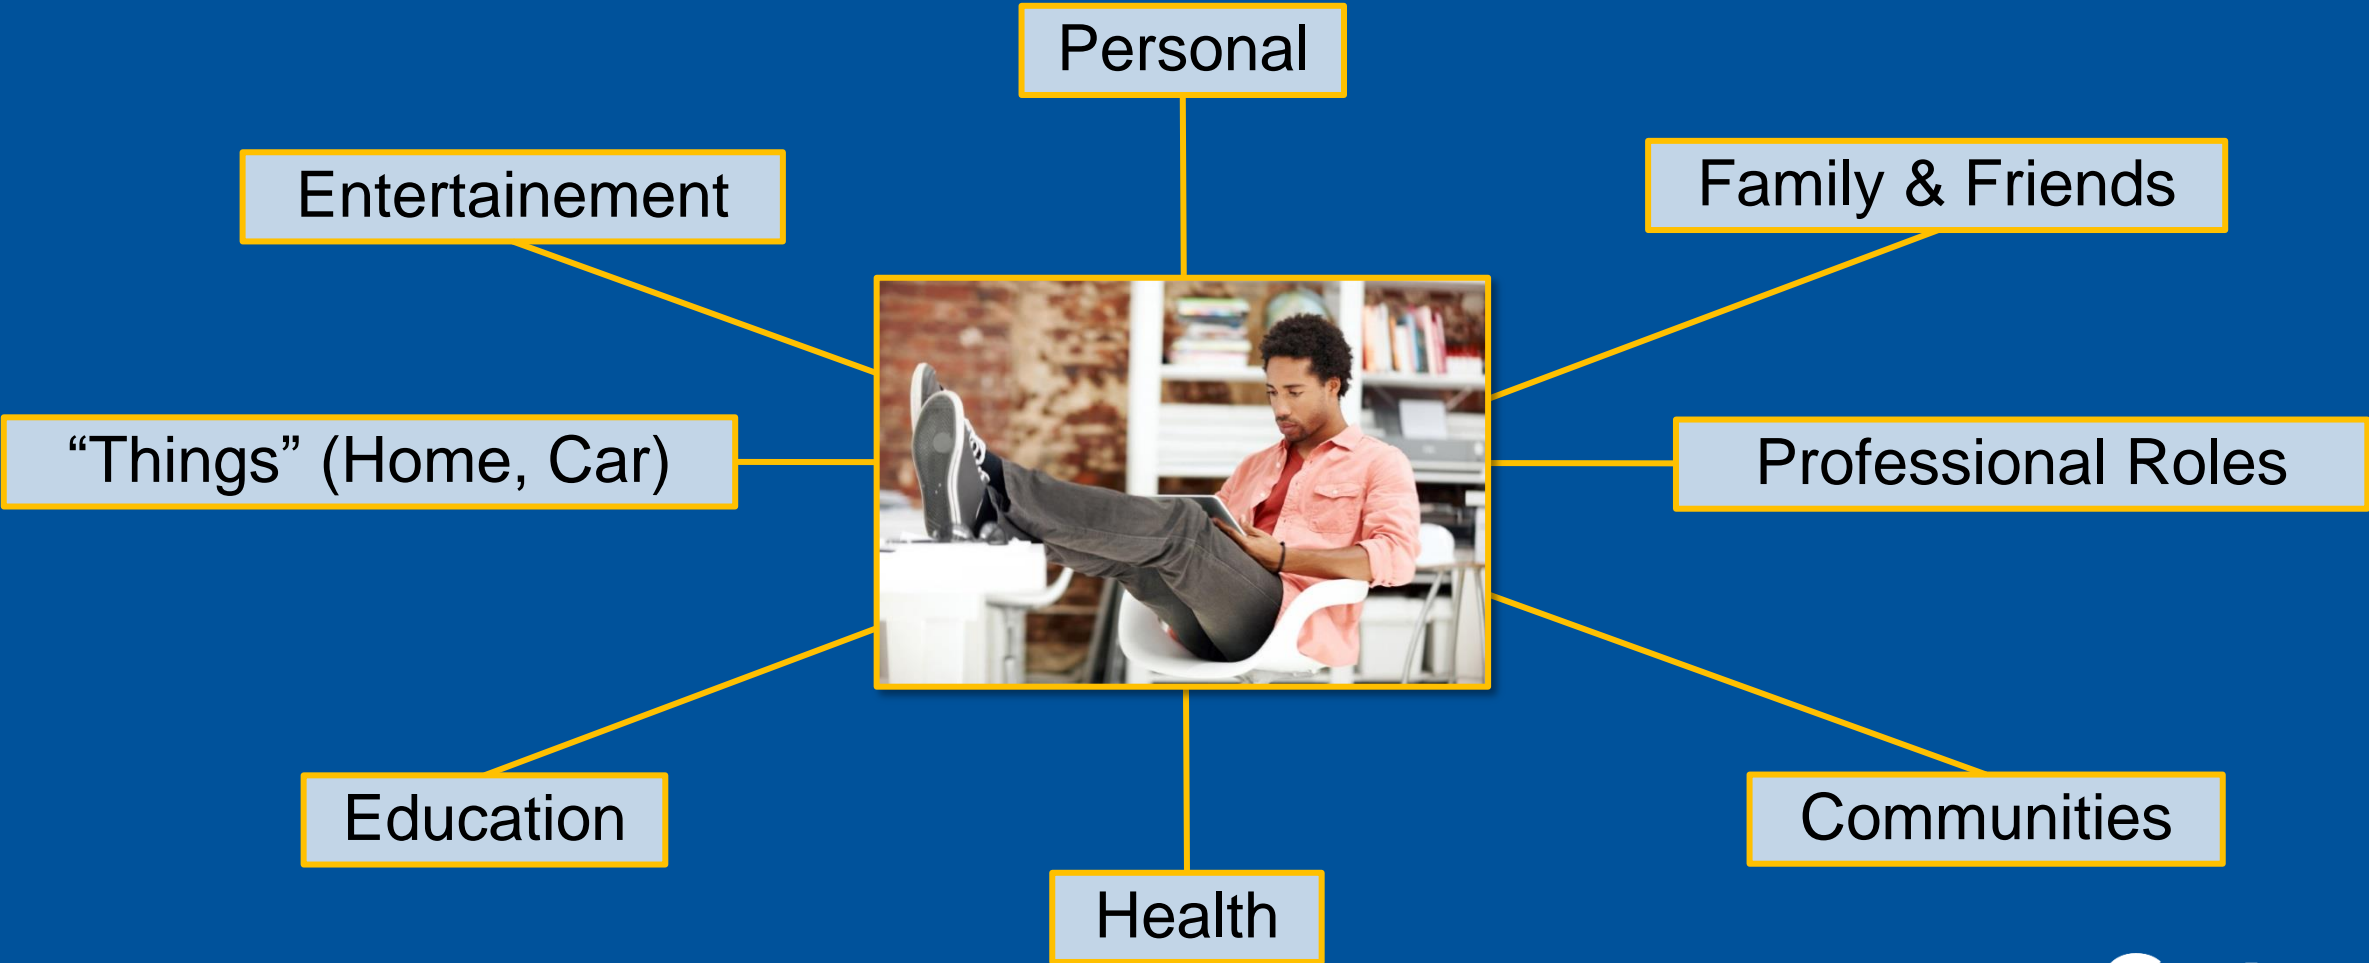 Personal
Entertainement
Family & Friends
“Things” (Home, Car)
Professional Roles
Education
Communities
Health